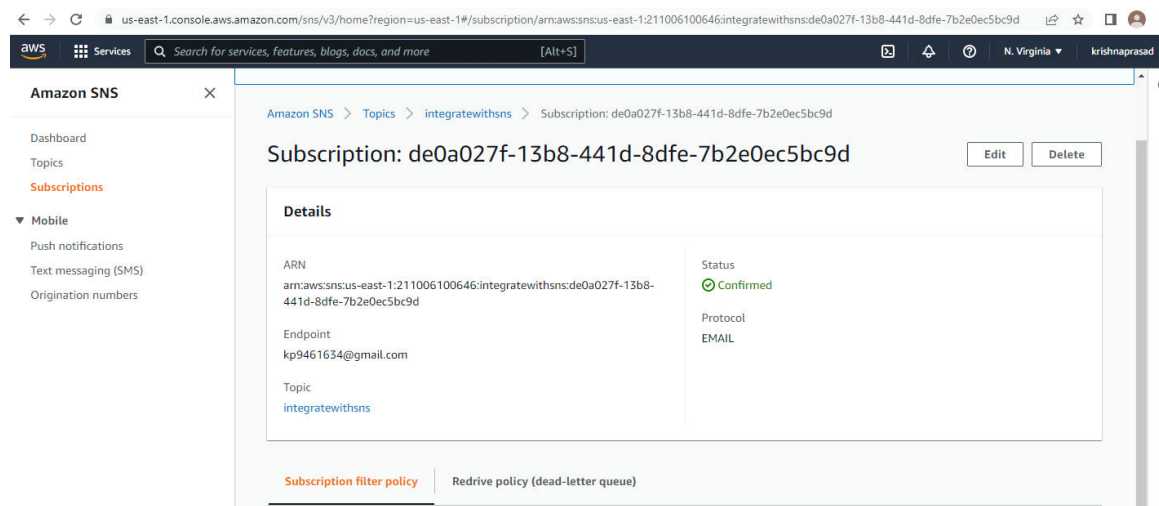 us-east-1.console.aws.amazon.com/sns/v3/home?region=us-east-1#/subscription/arn:aws:sns:us-east-1:211006100646:integratewithsns:de0a027f-13b8-441d-8dfe-7b2e0ec5bc9d
aws Services Search for services, features, blogs, docs, and more [Alt+S] N. Virginia ▼ krishnaprasad
Amazon SNS
Dashboard
Topics
Subscriptions
▼ Mobile
Push notifications
Text messaging (SMS)
Origination numbers
Amazon SNS > Topics > integratewithsns > Subscription: de0a027f-13b8-441d-8dfe-7b2e0ec5bc9d
Subscription: de0a027f-13b8-441d-8dfe-7b2e0ec5bc9d
Edit Delete
Details
ARN
arn:aws:sns:us-east-1:211006100646:integratewithsns:de0a027f-13b8-
441d-8dfe-7b2e0ec5bc9d
Endpoint
kp9461634@gmail.com
Topic
integratewithsns
Status
Confirmed
Protocol
EMAIL
Subscription filter policy Redrive policy (dead-letter queue)